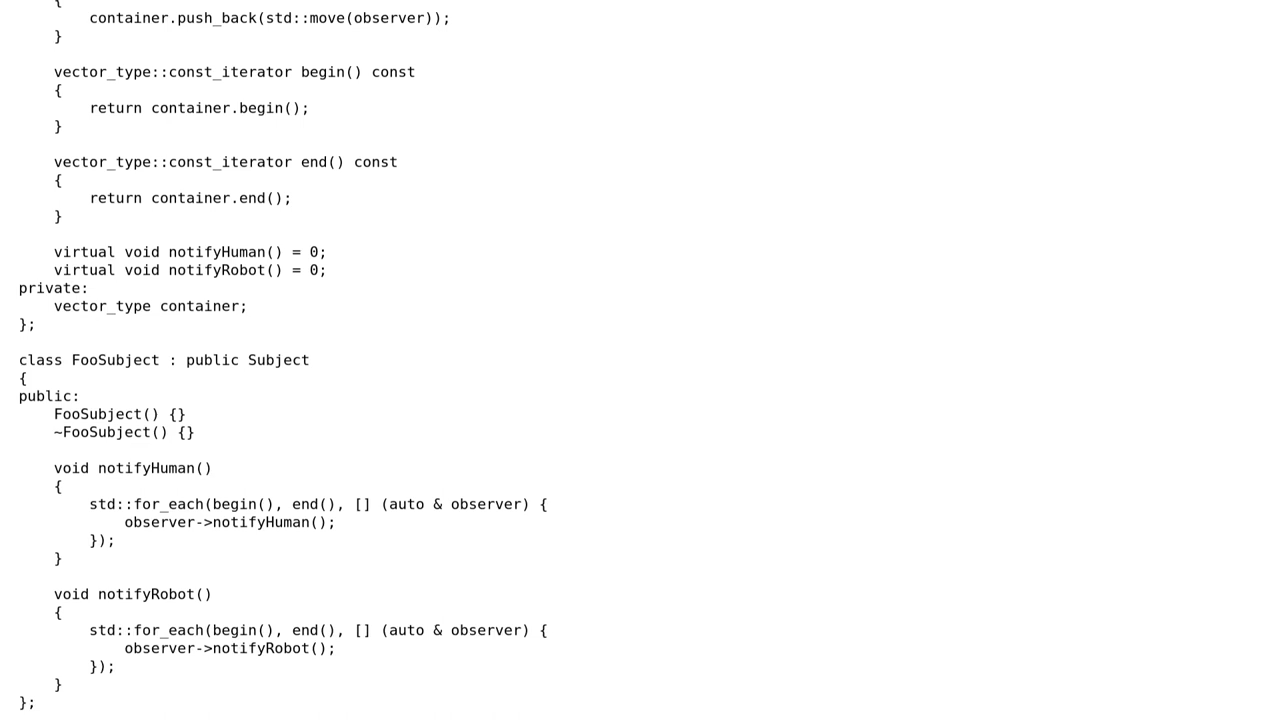 {
        container.push_back(std::move(observer));
    }

    vector_type::const_iterator begin() const
    {
        return container.begin();
    }

    vector_type::const_iterator end() const
    {
        return container.end();
    }

    virtual void notifyHuman() = 0;
    virtual void notifyRobot() = 0;
private:
    vector_type container;
};

class FooSubject : public Subject
{
public:
    FooSubject() {}
    ~FooSubject() {}

    void notifyHuman()
    {
        std::for_each(begin(), end(), [] (auto & observer) {
            observer->notifyHuman();
        });
    }

    void notifyRobot()
    {
        std::for_each(begin(), end(), [] (auto & observer) {
            observer->notifyRobot();
        });
    }
};